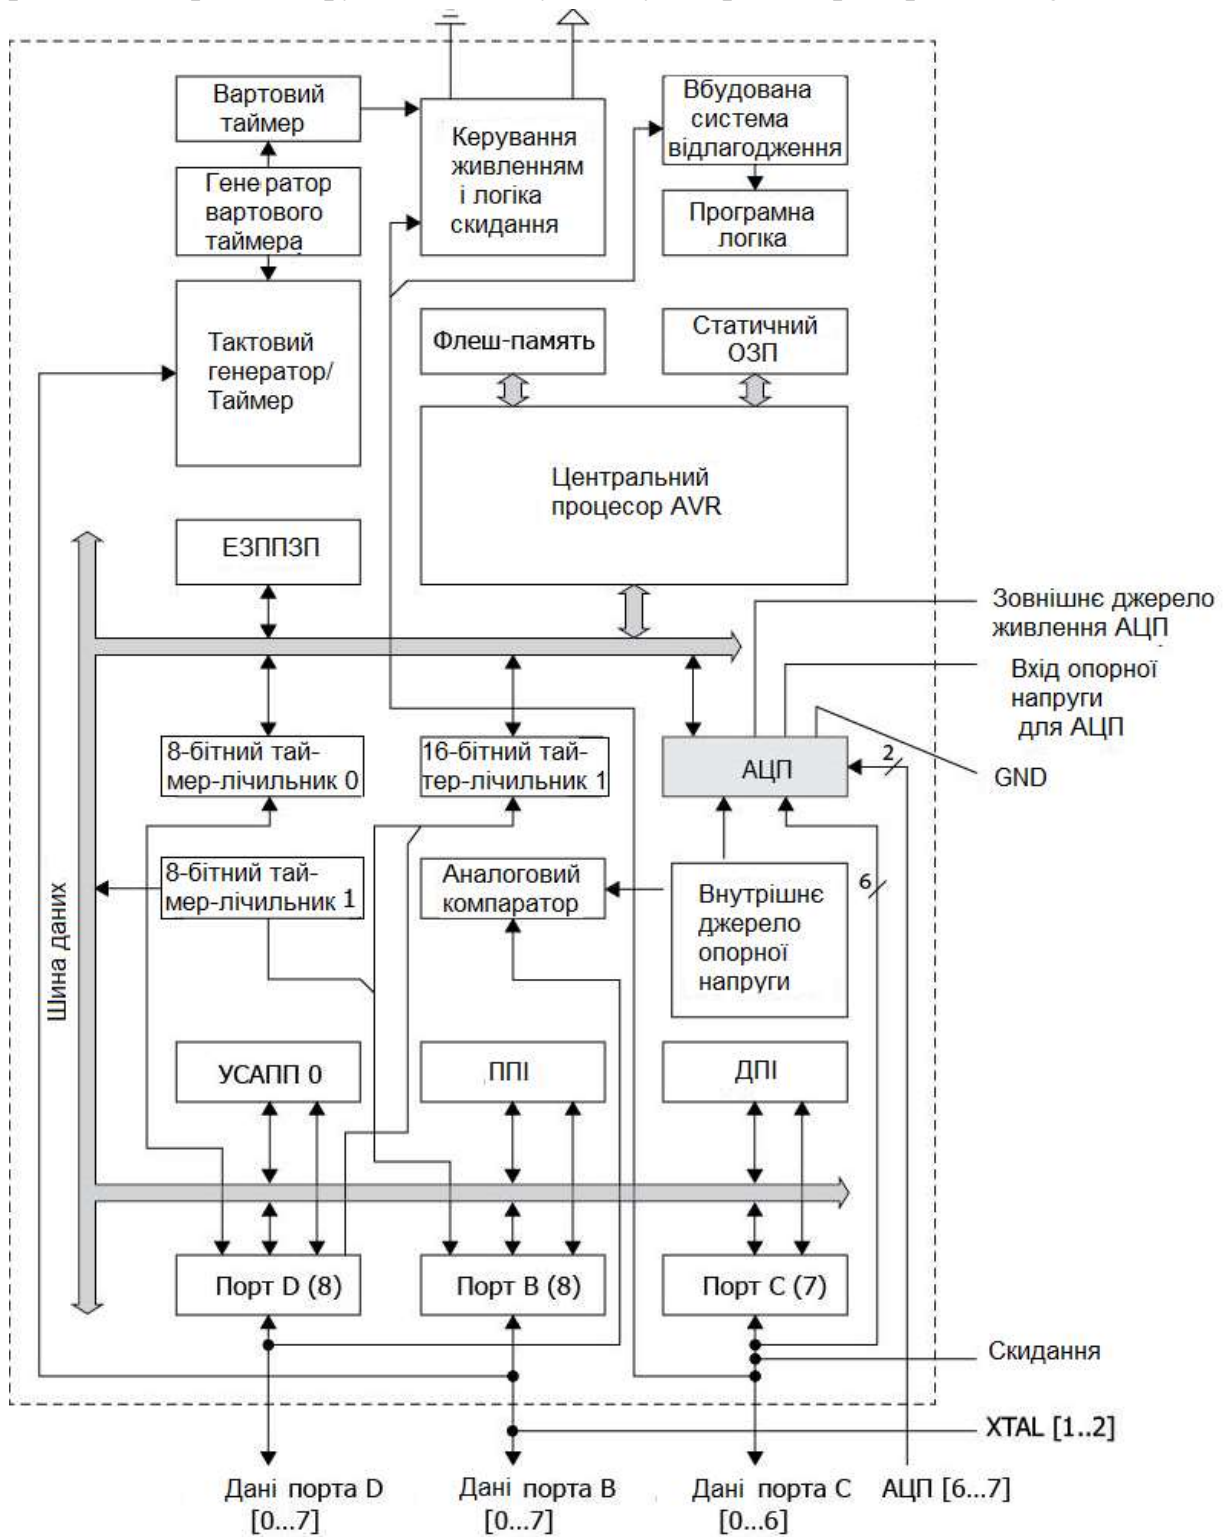 Вартовий
таймер
Генератор
вартового
таймера
Керування
живленням
і логіка
скидання
Вбудована
система
відлагодження
Програмна
логіка
Тактовий
генератор/
Таймер
Флеш-память
Статичний
ОЗП
Центральний
процесор AVR
ЕЗППЗП
Зовнішнє джерело
живлення АЦП
Вхід опорної
напруги
для АЦП
GND
8-бітний тай-
мер-лічильник 0
16-бітний тай-
тер-лічильник 1
АЦП
2
8-бітний тай-
мер-лічильник 1
Аналоговий
компаратор
Внутрішнє
джерело
опорної
напруги
6
Шина даних
УСАПП 0
ППІ
ДПІ
Порт D (8)
Порт B (8)
Порт C (7)
Скидання
XTAL [1..2]
Дані порта D
[0...7]
Дані порта B
[0...7]
Дані порта C
[0...6]
АЦП [6...7]